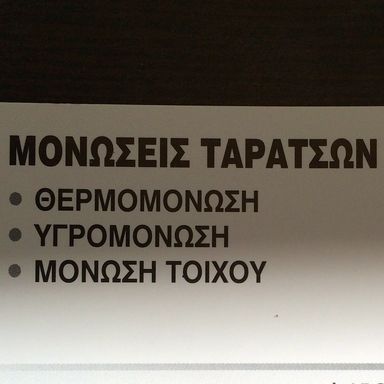 ΜΟΝΩΣΕΙΣ ΤΑΡΑΤΣΩΝ
• ΘΕΡΜΟΜΟΝΩΣΗ
• ΥΓΡΟΜΟΝΩΣΗ
• ΜΟΝΩΣΗ ΤΟΙΧΟΥ